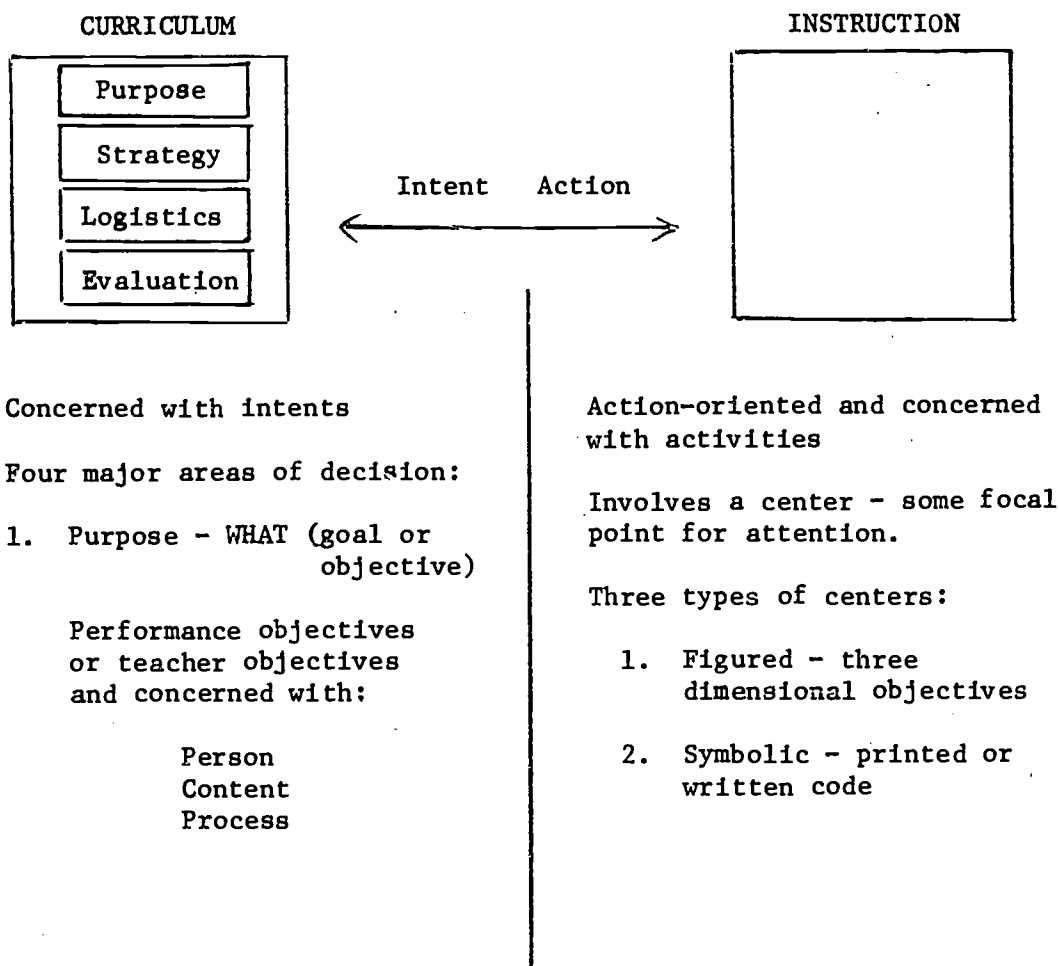 CURRICULUM
Purpose
Strategy
Logistics
Evaluation
Intent Action
INSTRUCTION
Concerned with intents
Four major areas of decision:
1. Purpose - WHAT (goal or
objective)
Performance objectives
or teacher objectives
and concerned with:
Person
Content
Process
Action-oriented and concerned
with activities
Involves a center - some focal
point for attention.
Three types of centers:
1. Figured - three
dimensional objectives
2. Symbolic - printed or
written code